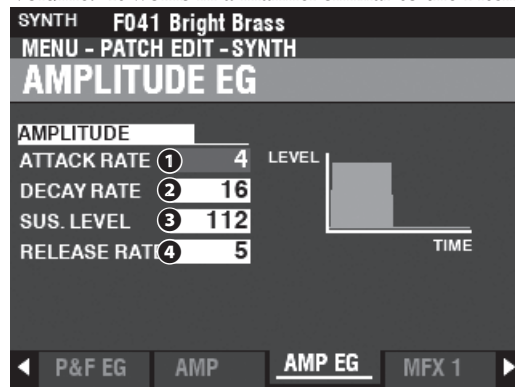 SYNTH F041 Bright Brass
MENU - PATCH EDIT - SYNTH
AMPLITUDE EG
AMPLITUDE
ATTACK RATE 1 4
DECAY RATE 2 16
SUS. LEVEL 3 112
RELEASE RATE 4 5
LEVEL
TIME
P&F EG AMP AMP EG MFX 1